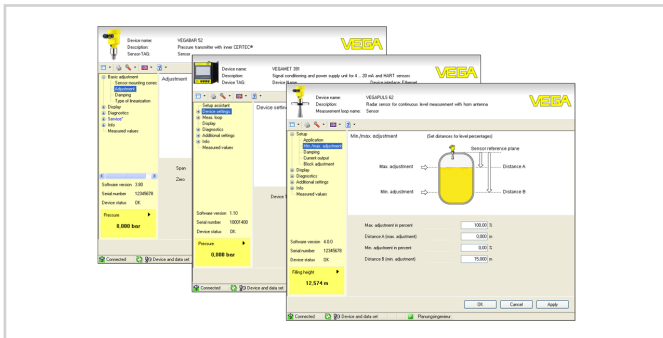 Device name: VEGABAR 52
Description: Pressure transmitter with inner CERTEC®
Sensor-TAG: Sensor
VEGA
Basic adjustment
Sensor mounting
Adjustment
Damping
Type of linearization
Display
Diagnostics
Service
Info
Measured values
Adjustment
Span
Zero
Software version 3.80
Serial number 12345678
Device status OK
Pressure
0,000 bar
Connected
Device and data set
Device name: VEGAMET 391
Description: Signal conditioning and power supply unit for 4 ... 20 mA and HART sensors
Device TAG: Device Name
Device interface: Ethernet
VEGA
Setup assistant
Device settings
Meas. loop
Display
Diagnostics
Additional settings
Info
Measured values
Device
Software version 1.10
Serial number 10001400
Device status OK
Pressure
0,000 bar
Connected
Device and data set
Device name: VEGAPULS 62
Description: Radar sensor for continuous level measurement with horn antenna
Measurement loop name: Sensor
VEGA
Setup
Application
Min./max. adjustment
Damping
Current output
Block adjustment
Display
Diagnostics
Additional settings
Info
Measured values
Min./max. adjustment (Set distances for level percentages)
Sensor reference plane
Max. adjustment
Distance A
Min. adjustment
Distance B
Max. adjustment in percent 100,00 %
Distance A (max. adjustment) 0,000 m
Min. adjustment in percent 0,00 %
Distance B (min. adjustment) 15,000 m
Software version 4.0.0
Serial number 12345678
Device status OK
Filling height
12,574 m
OK Cancel Apply
Connected
Device and data set
Planungsingenieur